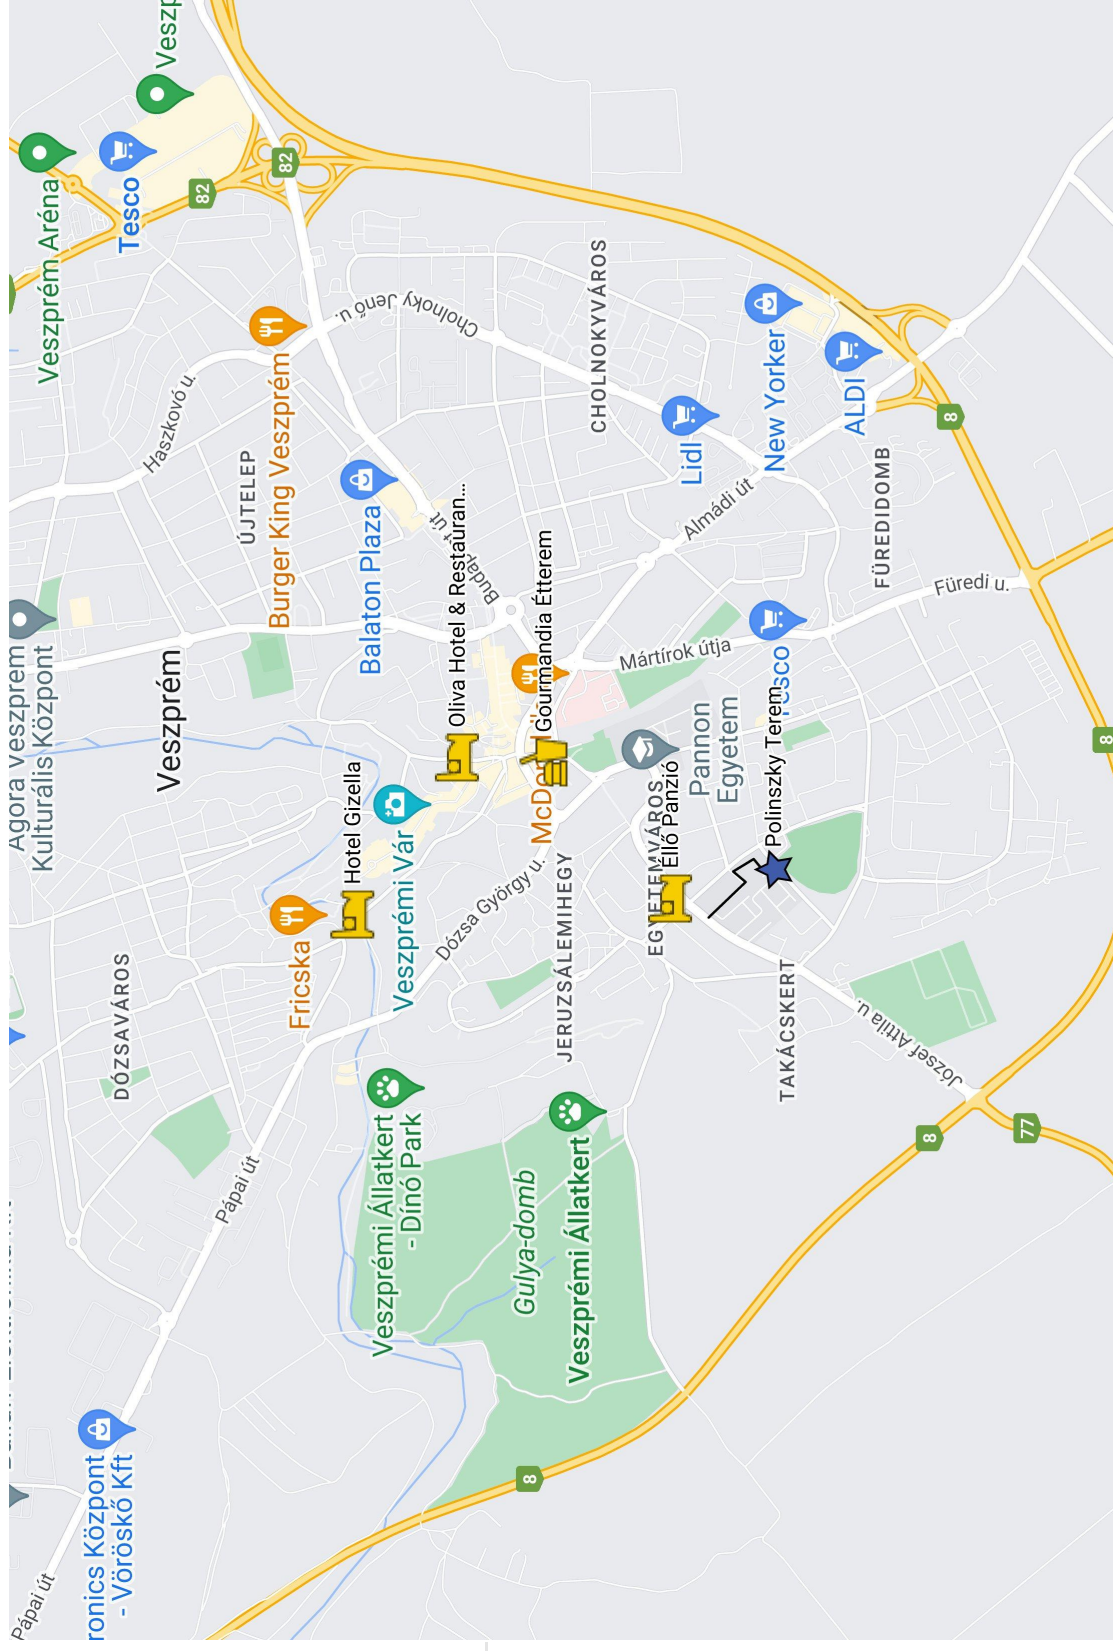 Veszprém Aréna
Tesco
82
82
Haszkovó u.
Burger King Veszprém
Cholnoky Jenő u.
ÚJTELEP
Balaton Plaza
Budapest út
CHOLNOKYVÁROS
New Yorker
Lidl
ALDI
8
Almádi út
FÜREDIDOMB
Füredi u.
Mártírok útja
Tesco
8
Agora Veszprém
Kulturális Központ
Veszprém
Oliva Hotel & Restauran...
Gourmandia Étterem
Hotel Gizella
Veszprémi Vár
Pannon
Egyetem
Polinszky Terem
EGYETEMVÁROS
Éllő Panzió
Fricska
Dózsa György u.
JERUZSÁLEMIHEGY
DÓZSAVÁROS
TAKÁCSKERT
József Attila u.
8
77
Pápai út
Veszprémi Állatkert
- Dínó Park
Gulya-domb
Veszprémi Állatkert
8
ronics Központ
- Vöröskő Kft
Pápai út